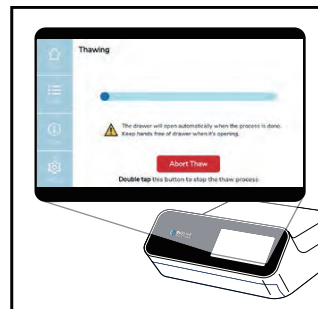 Thawing
The drawer will open automatically when the process is done.
Keep hands free of drawer when it's opening.
Abort Thaw
Double tap this button to stop the thaw process